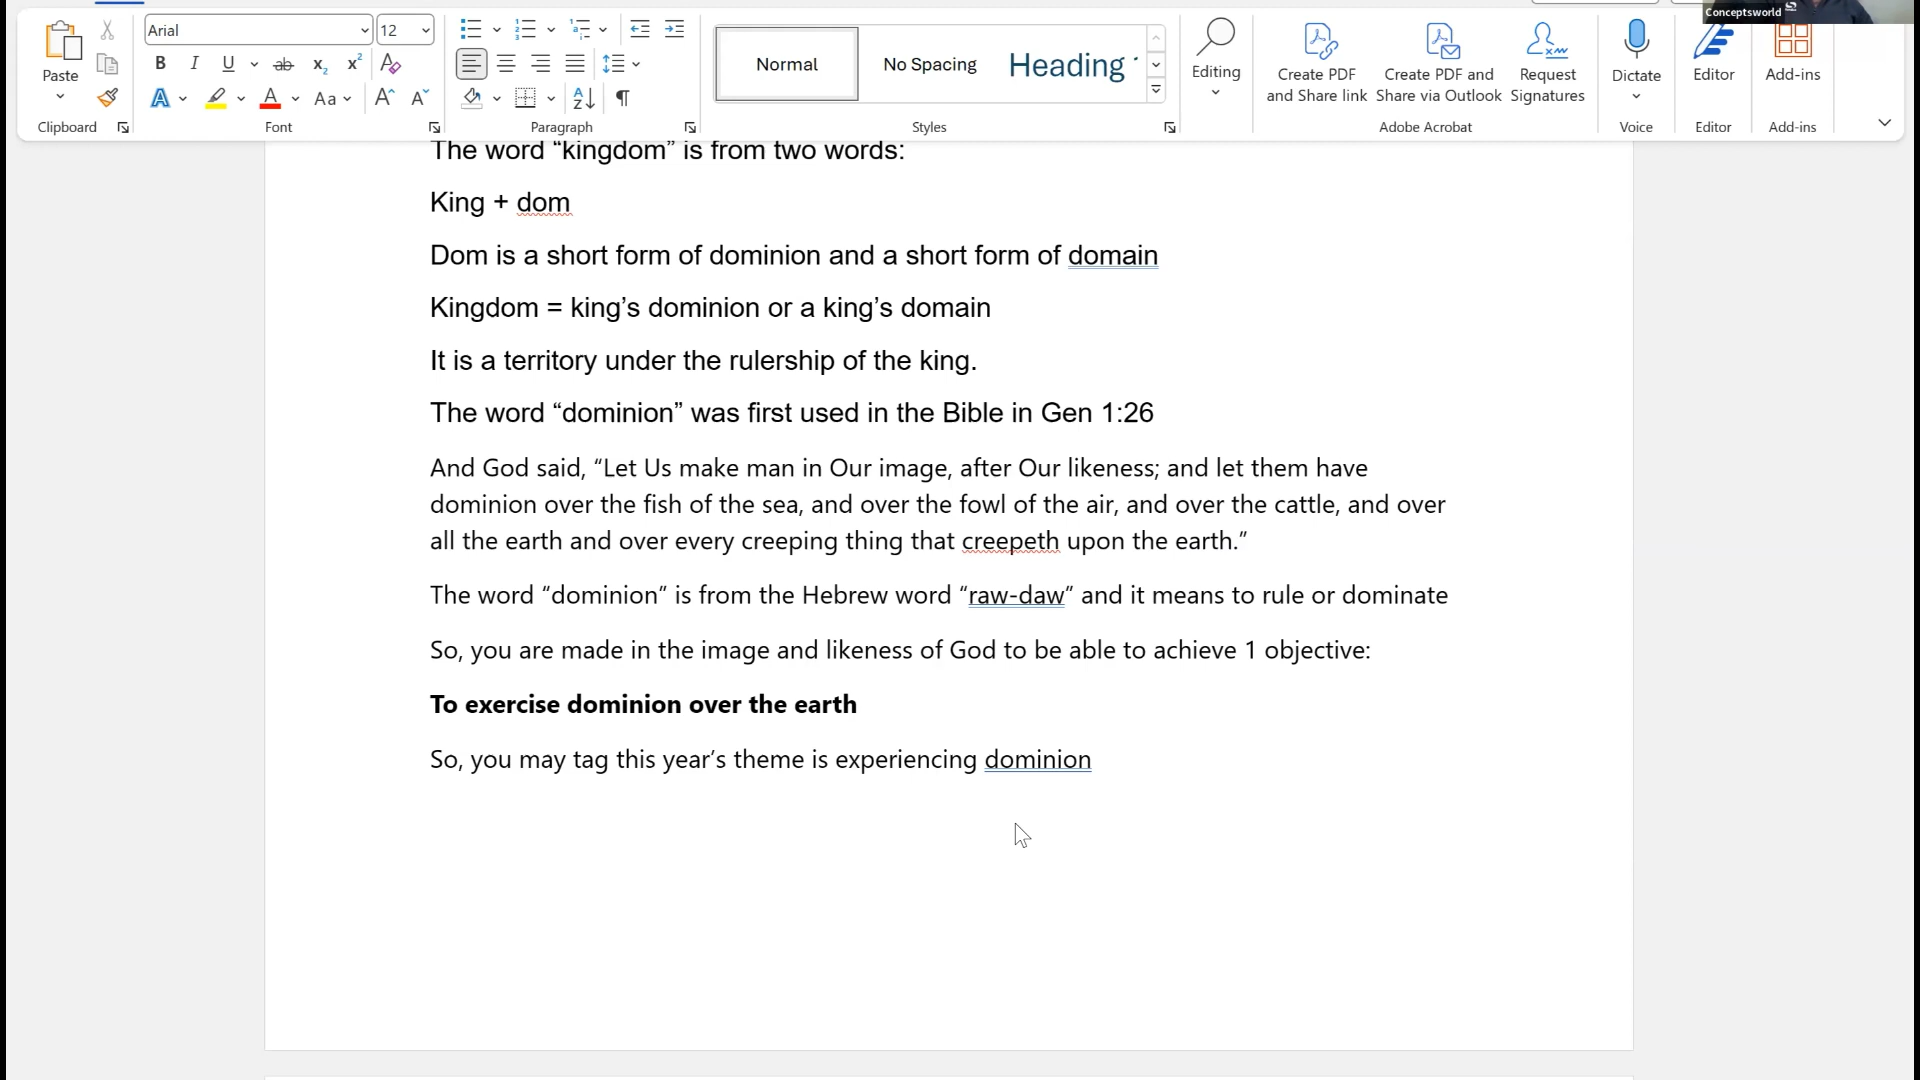 Conceptsworld
Arial
12
Paste
B I U ab x₂ x² A
A A Aa A A
A Z ¶
Normal
No Spacing
Heading
Editing
Create PDF
and Share link
Create PDF and
Share via Outlook
Request
Signatures
Dictate
Editor
Add-ins
Clipboard
Font
Paragraph
Styles
Adobe Acrobat
Voice
Editor
Add-ins
The word “kingdom” is from two words:
King + dom
Dom is a short form of dominion and a short form of domain
Kingdom = king’s dominion or a king’s domain
It is a territory under the rulership of the king.
The word “dominion” was first used in the Bible in Gen 1:26
And God said, “Let Us make man in Our image, after Our likeness; and let them have
dominion over the fish of the sea, and over the fowl of the air, and over the cattle, and over
all the earth and over every creeping thing that creepeth upon the earth.”
The word “dominion” is from the Hebrew word “raw-daw” and it means to rule or dominate
So, you are made in the image and likeness of God to be able to achieve 1 objective:
To exercise dominion over the earth
So, you may tag this year’s theme is experiencing dominion